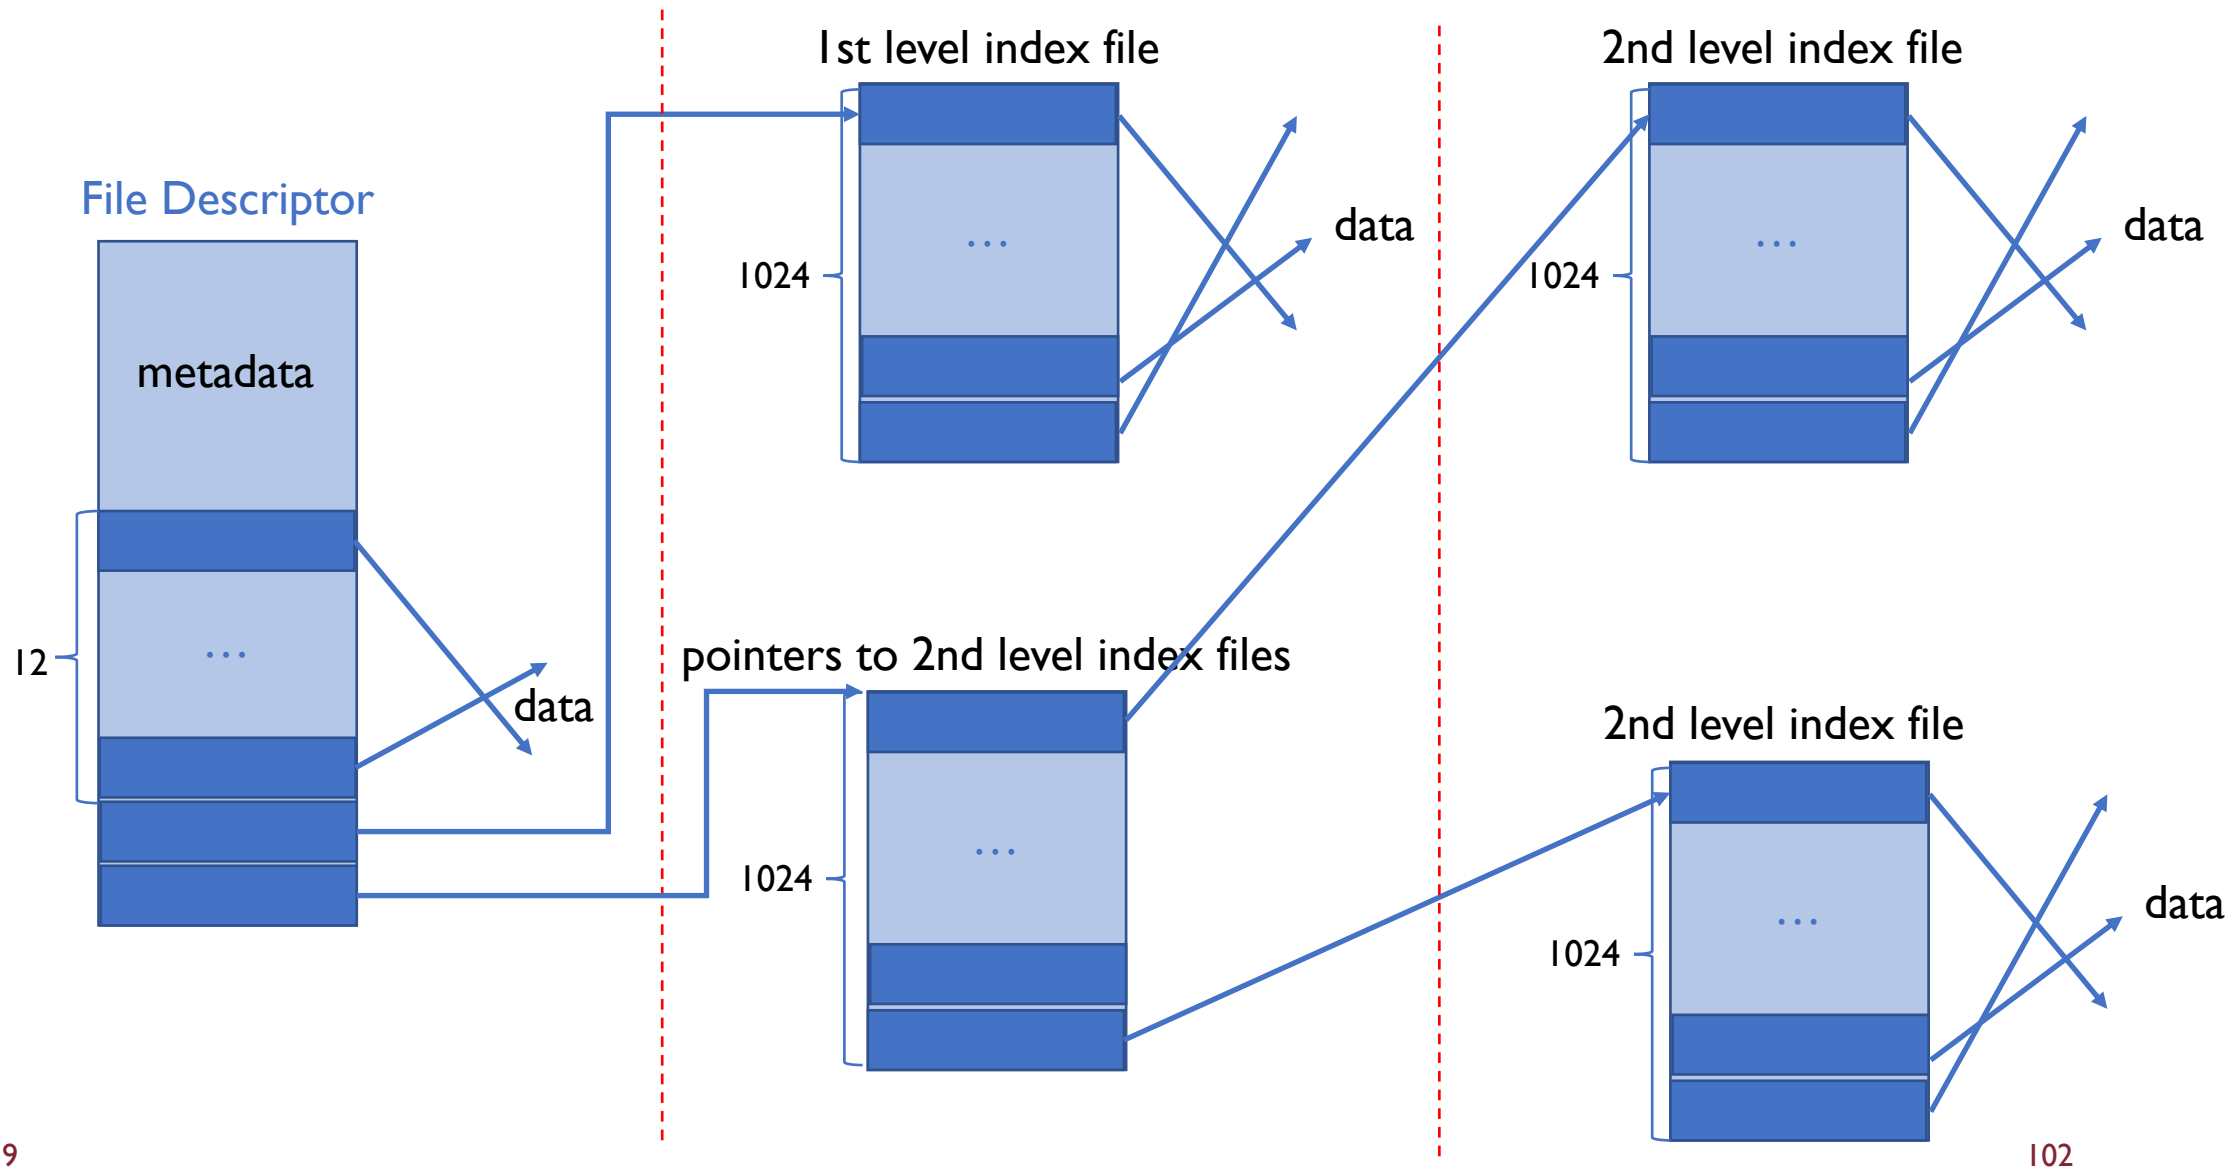 1st level index file
2nd level index file
File Descriptor
data
data
...
...
1024
1024
metadata
12
...
data
pointers to 2nd level index files
2nd level index file
...
1024
...
1024
data
9
102